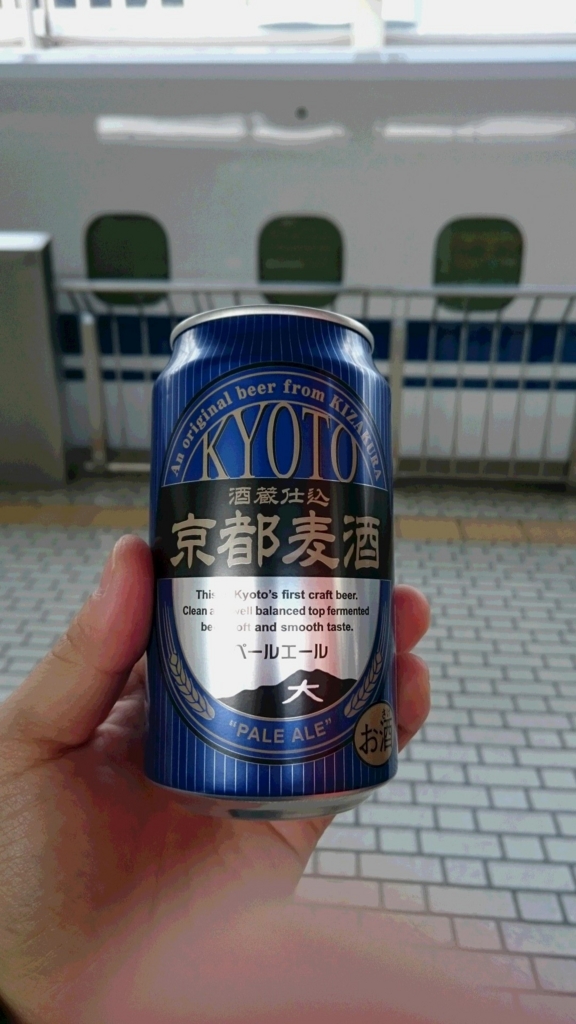 An original beer from KIZAKURA
KYOTO
酒蔵仕込
京都麦酒
This Kyoto's first craft beer.
Clean well balanced top fermented
and smooth taste.
ペールエール
大
"PALE ALE"
お酒